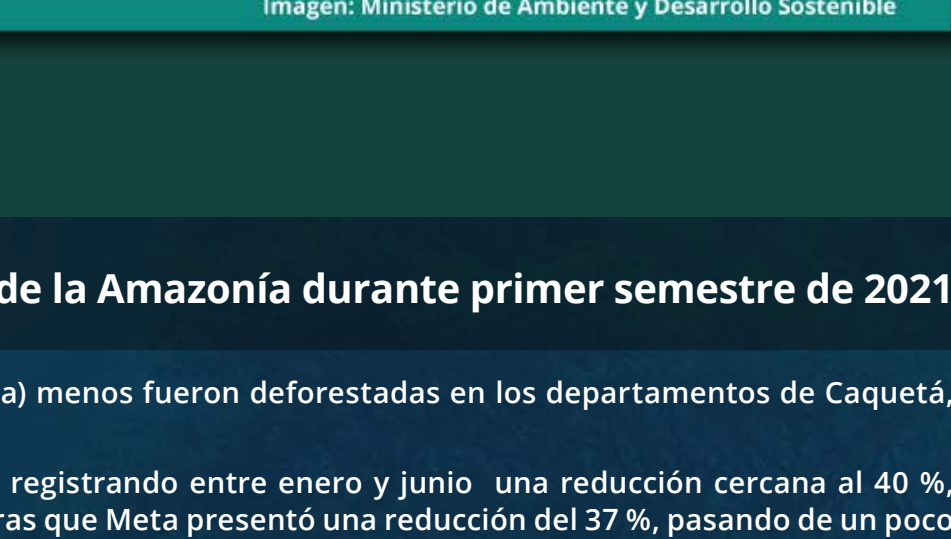 Imagen: Ministerio de Ambiente y Desarrollo Sostenible
de la Amazonía durante primer semestre de 2021
a) menos fueron deforestadas en los departamentos de Caquetá,
registrando entre enero y junio una reducción cercana al 40 %,
ras que Meta presentó una reducción del 37 %, pasando de un poco